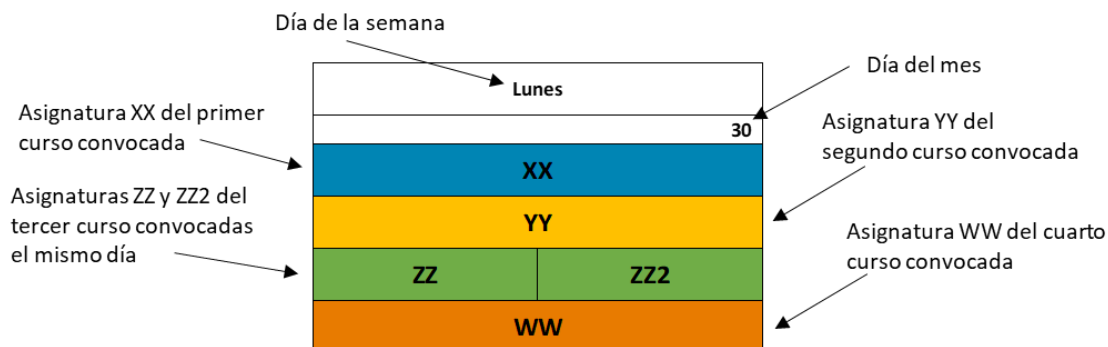 Día de la semana
Lunes
Día del mes
30
Asignatura XX del primer
curso convocada
XX
Asignatura YY del
segundo curso convocada
YY
Asignaturas ZZ y ZZ2 del
tercer curso convocadas
el mismo día
ZZ
ZZ2
Asignatura WW del cuarto
curso convocada
WW